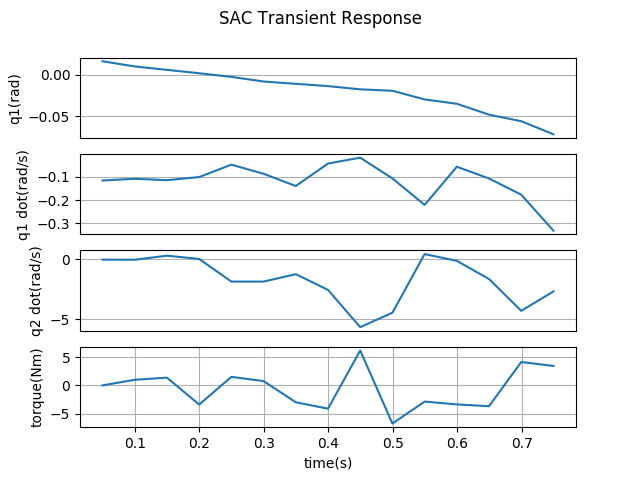 SAC Transient Response
q1(rad)
0.00
−0.05
q1 dot(rad/s)
−0.1
−0.2
−0.3
q2 dot(rad/s)
0
−5
torque(Nm)
5
0
−5
0.1 0.2 0.3 0.4 0.5 0.6 0.7
time(s)